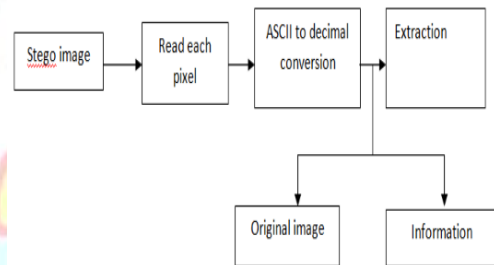 Stego image
Read each
pixel
ASCII to decimal
conversion
Extraction
Original image
Information